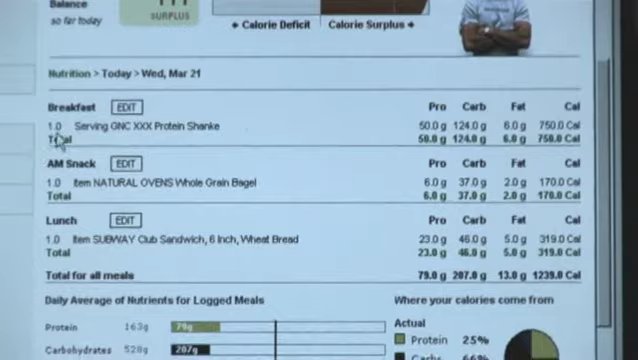 Balance
so far today
SURPLUS
Calorie Deficit Calorie Surplus
Nutrition > Today > Wed, Mar 21
Breakfast EDIT Pro Carb Fat Cal
1.0 Serving GNC XXX Protein Shanke 50.0 g 124.0 g 6.0 g 750.0 Cal
Total 50.0 g 124.0 g 6.0 g 750.0 Cal
AM Snack EDIT Pro Carb Fat Cal
1.0 Item NATURAL OVENS Whole Grain Bagel 6.0 g 37.0 g 2.0 g 170.0 Cal
Total 6.0 g 37.0 g 2.0 g 170.0 Cal
Lunch EDIT Pro Carb Fat Cal
1.0 Item SUBWAY Club Sandwich, 6 Inch, Wheat Bread 23.0 g 46.0 g 5.0 g 319.0 Cal
Total 23.0 g 46.0 g 5.0 g 319.0 Cal
Total for all meals 79.0 g 207.0 g 13.0 g 1239.0 Cal
Daily Average of Nutrients for Logged Meals Where your calories come from
Actual
Protein 163g 79g Protein 25%
Carbohydrates 528g 207g Carbs 66%